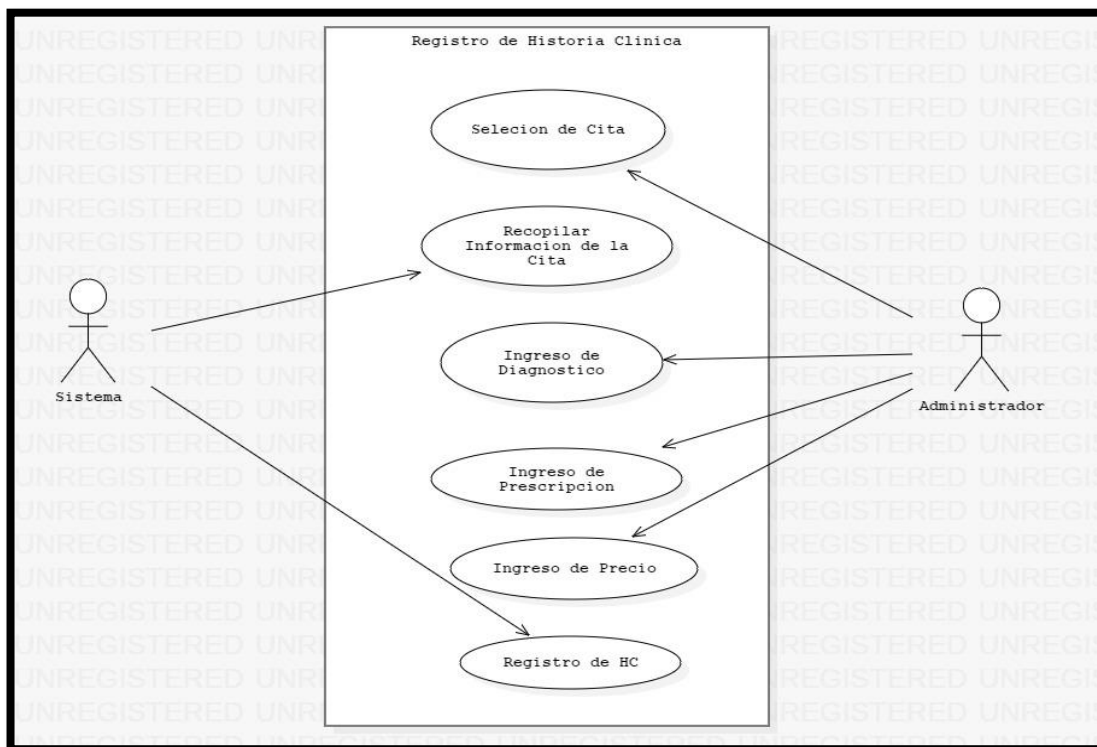 Registro de Historia Clinica
Selecion de Cita
Recopilar
Informacion de la
Cita
Ingreso de
Diagnostico
Sistema
Administrador
Ingreso de
Prescripcion
Ingreso de Precio
Registro de HC
UNREGISTERED